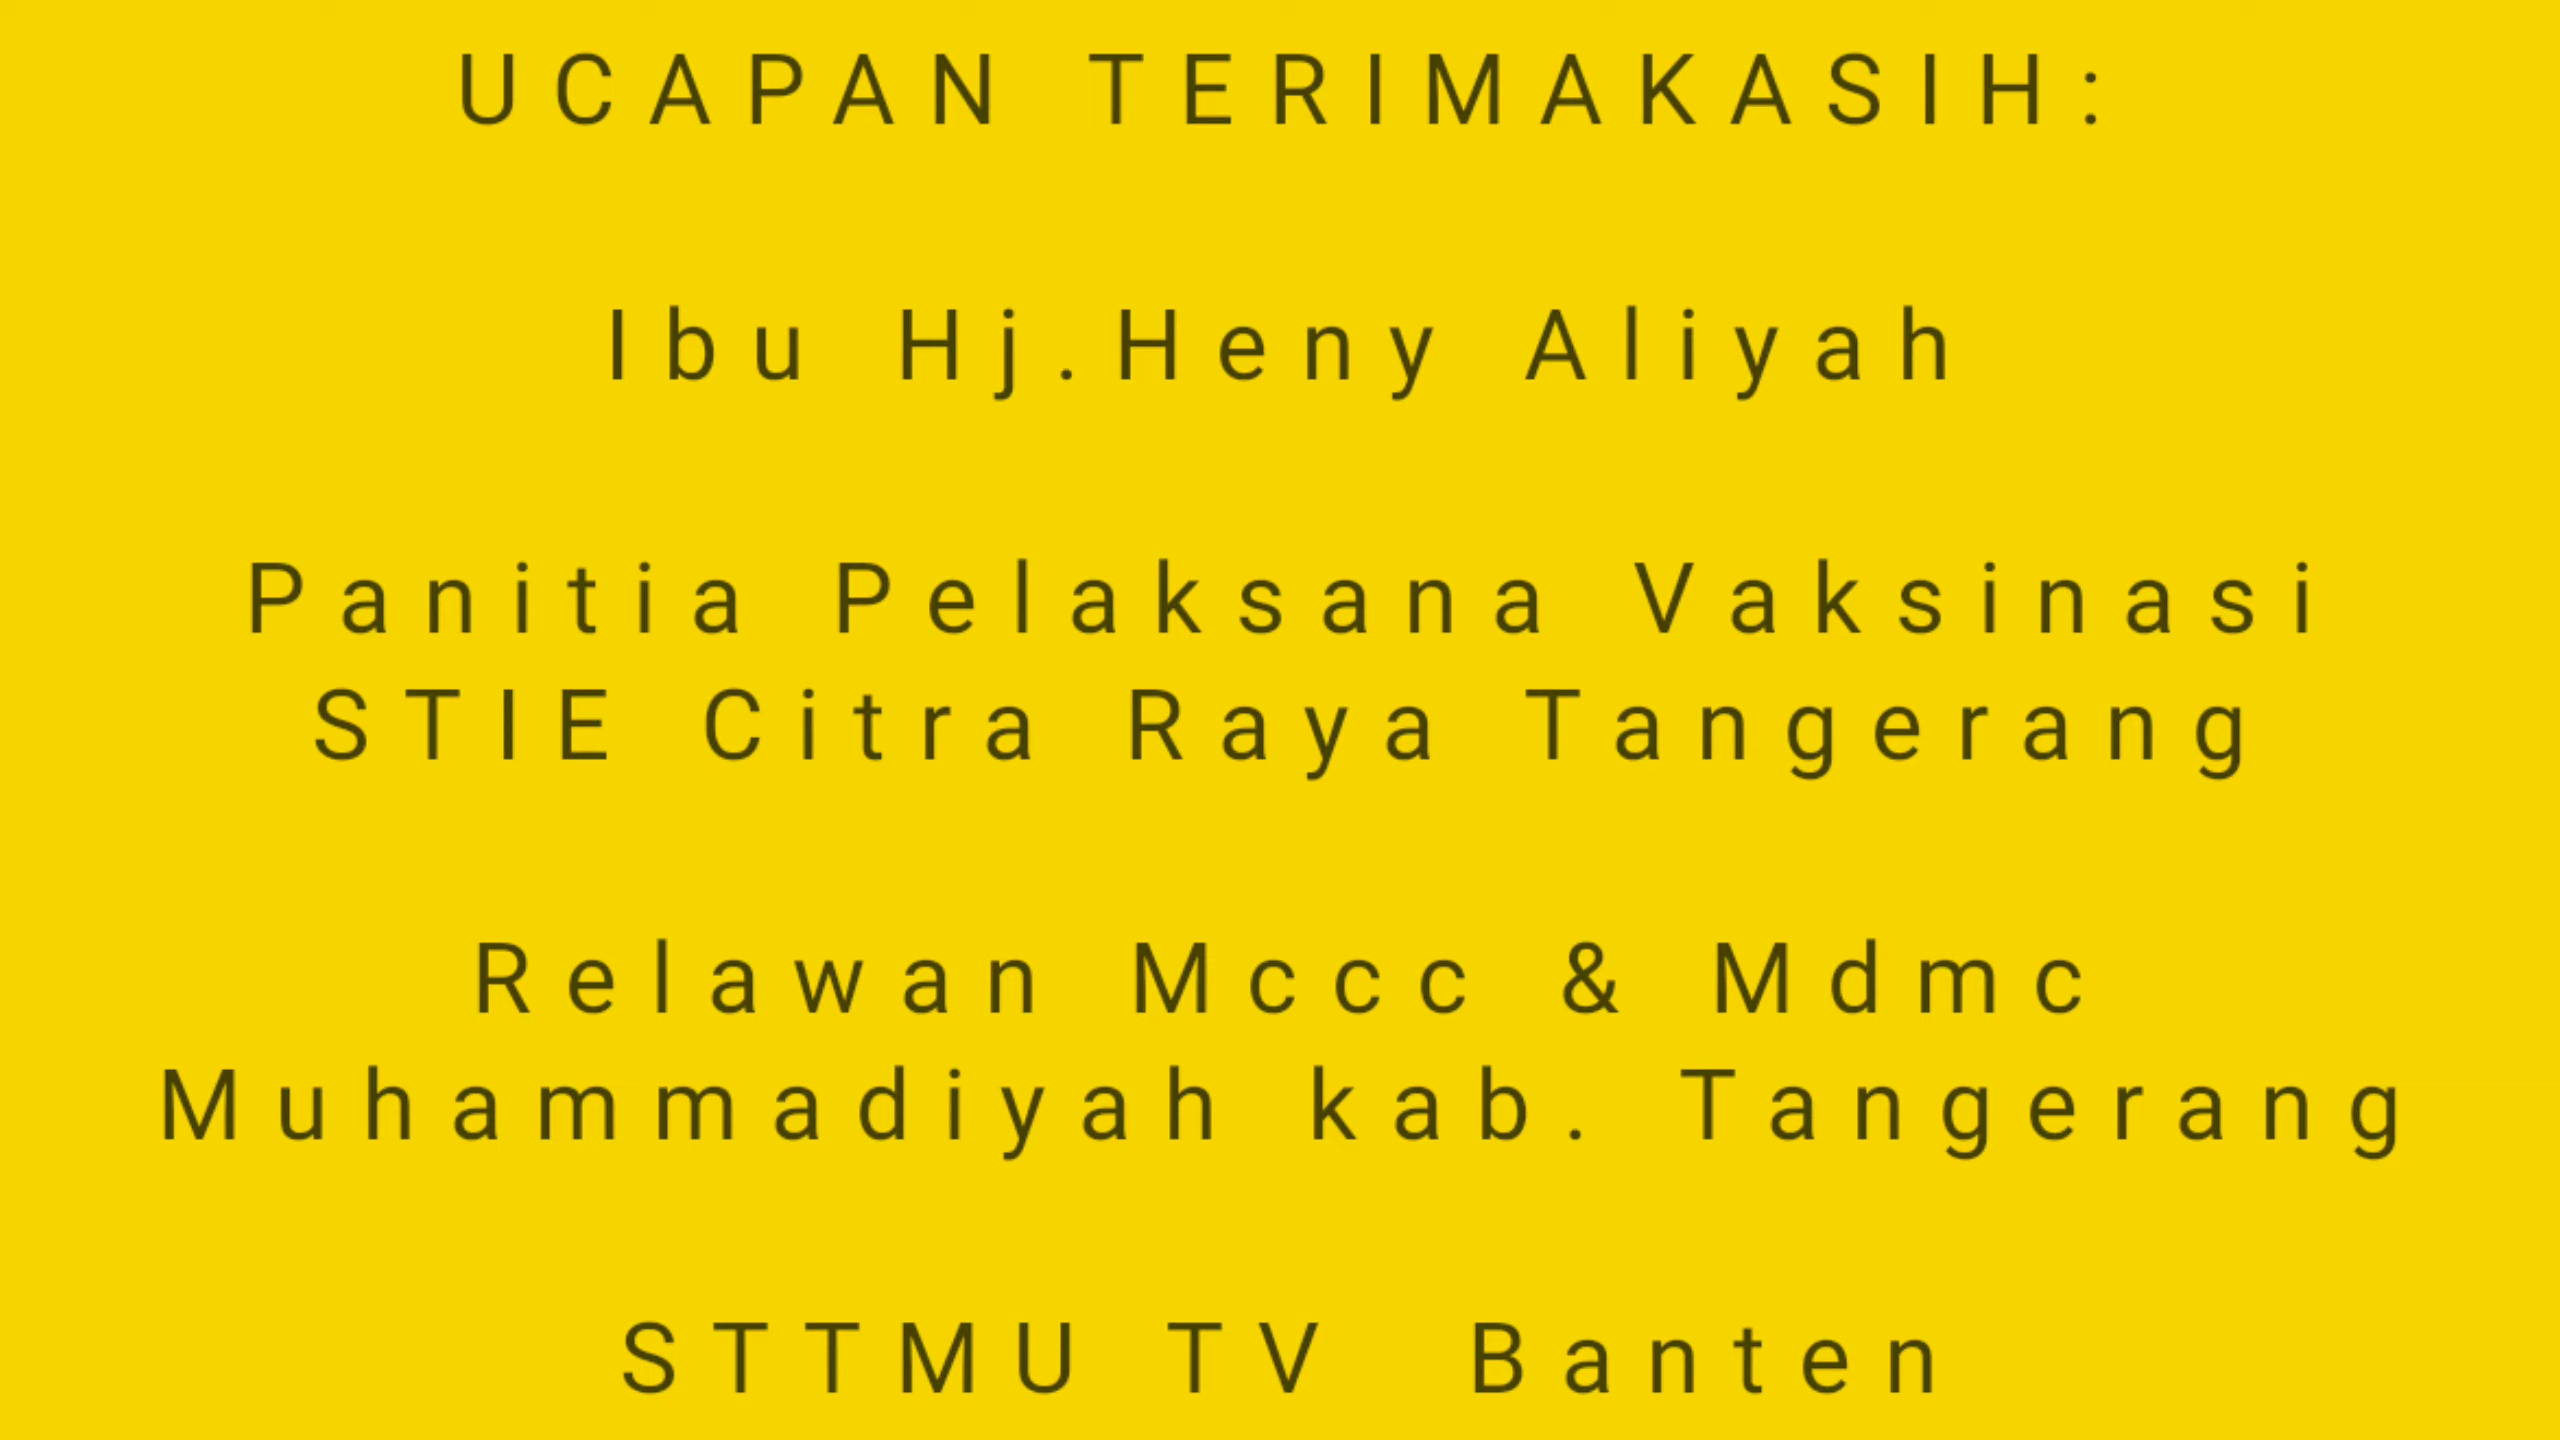 UCAPAN TERIMAKASIH:
Ibu Hj.Heny Aliyah
Panitia Pelaksana Vaksinasi
STIE Citra Raya Tangerang
Relawan Mccc & Mdmc
Muhammadiyah kab. Tangerang
STTMU TV Banten